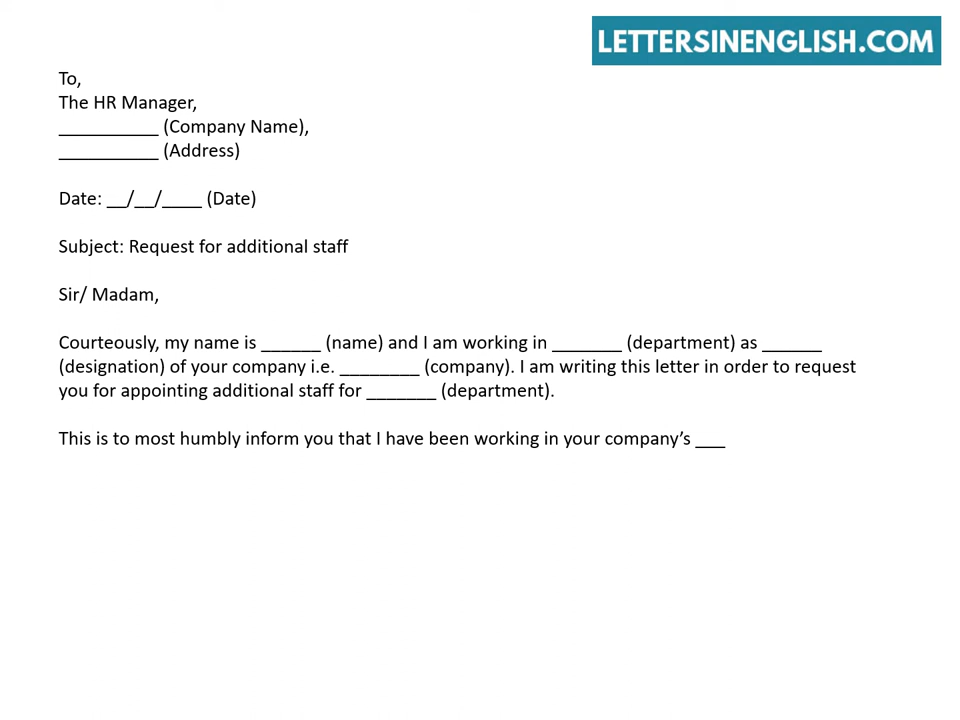 LETTERSINENGLISH.COM
To,
The HR Manager,
__________ (Company Name),
__________ (Address)
Date: __/__/____ (Date)
Subject: Request for additional staff
Sir/ Madam,
Courteously, my name is ______ (name) and I am working in _______ (department) as ______
(designation) of your company i.e. ________ (company). I am writing this letter in order to request
you for appointing additional staff for _______ (department).
This is to most humbly inform you that I have been working in your company’s ___